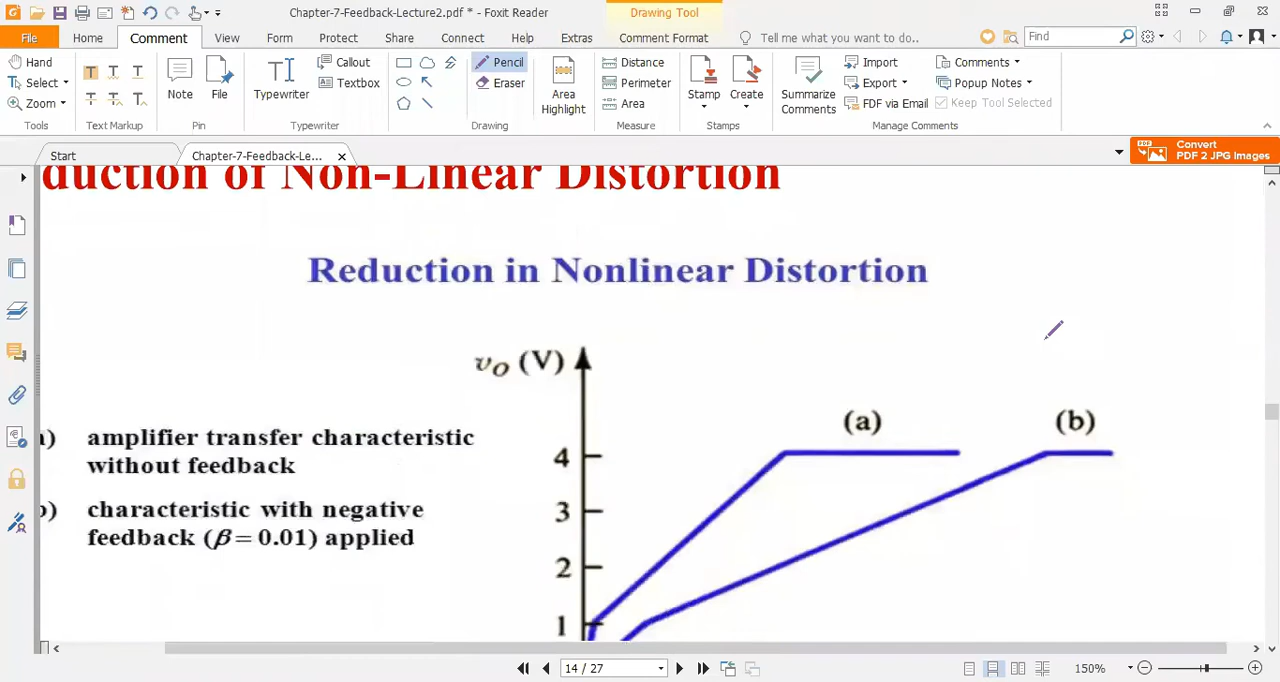 Chapter-7-Feedback-Lecture2.pdf * - Foxit Reader
Drawing Tool
File Home Comment View Form Protect Share Connect Help Extras Comment Format Tell me what you want to do.. Find
Hand
Select
Zoom
Tools
T T T
T T T
Text Markup
Note
File
Pin
Typewriter
Callout
Textbox
Typewriter
Pencil
Eraser
Drawing
Area
Highlight
Distance
Perimeter
Area
Measure
Stamp
Create
Stamps
Summarize
Comments
Import
Export
FDF via Email
Comments
Popup Notes
Keep Tool Selected
Manage Comments
Start
Chapter-7-Feedback-Le...
Convert
PDF 2 JPG Images
duction of Non-Linear Distortion
Reduction in Nonlinear Distortion
vO (V)
(a)
(b)
4
3
2
1
a) amplifier transfer characteristic
without feedback
b) characteristic with negative
feedback (β = 0.01) applied
14 / 27
150%